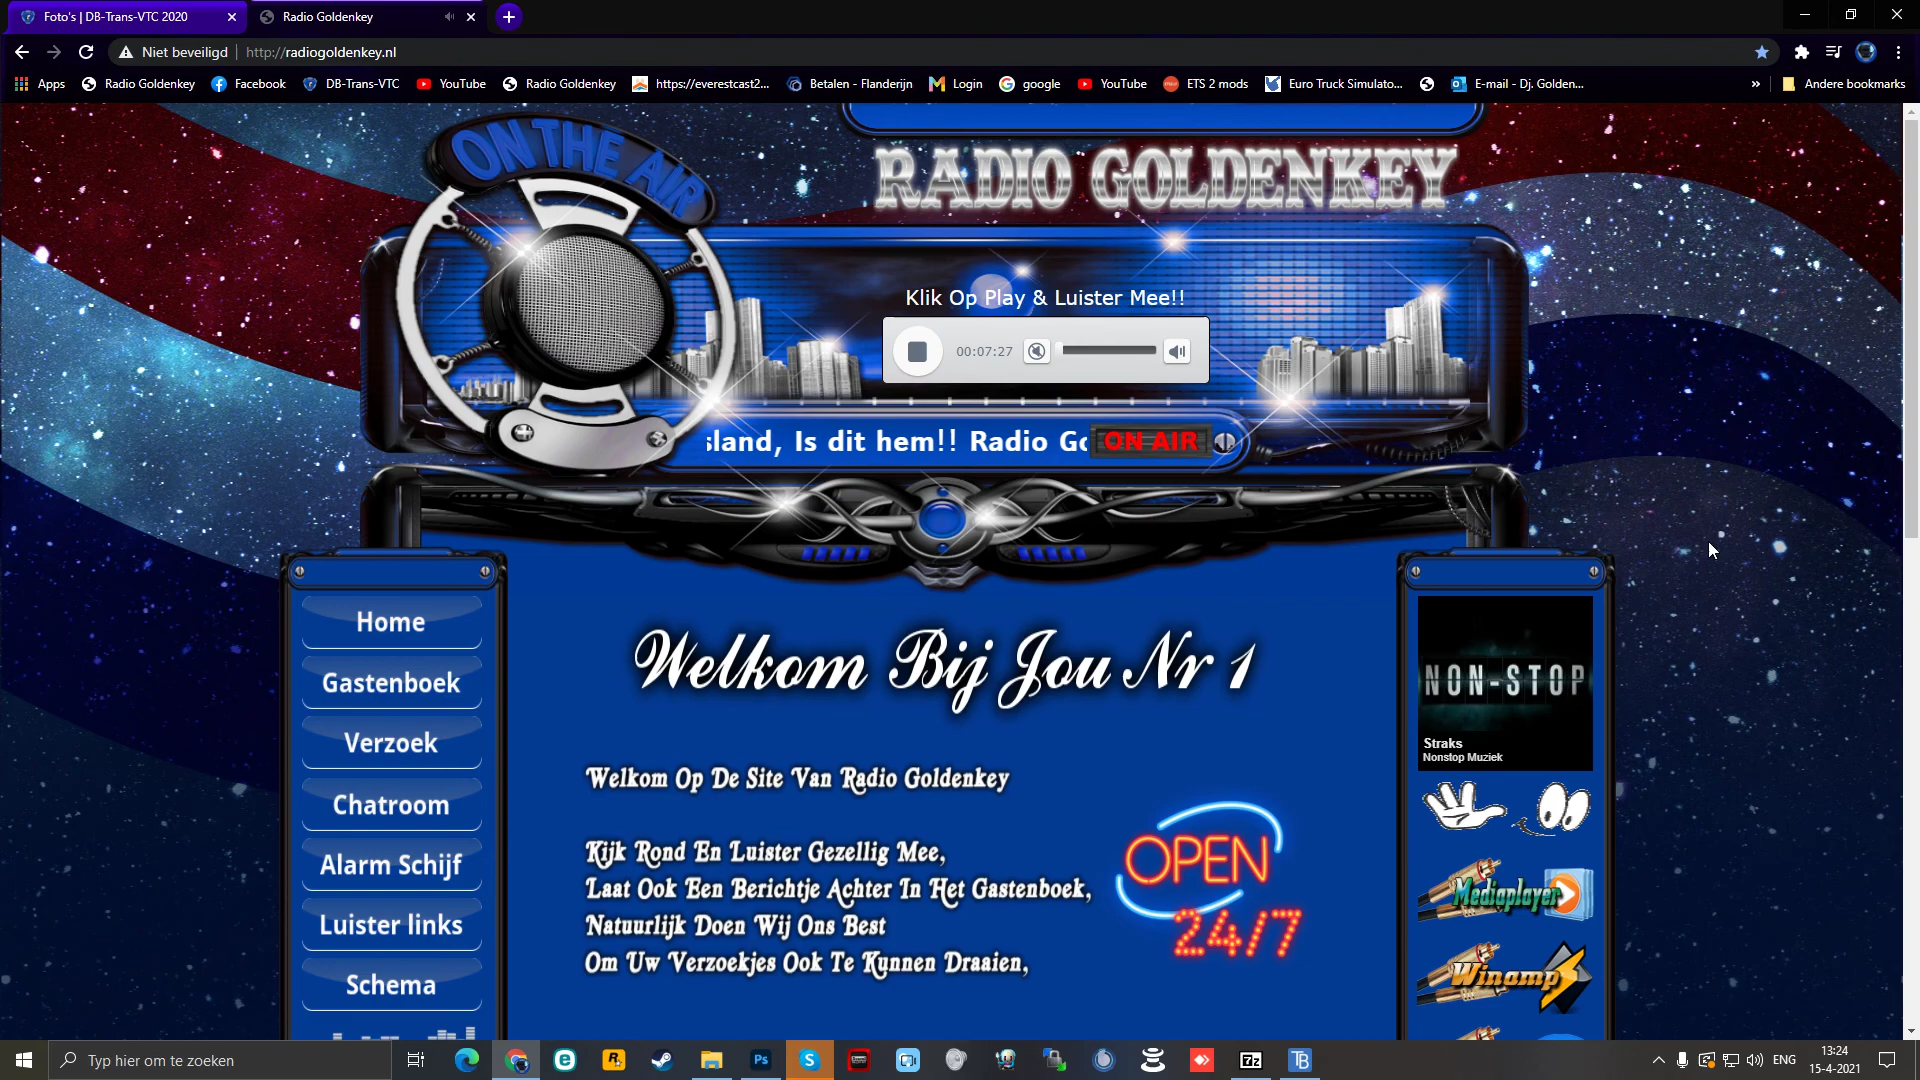 Foto's | DB-Trans-VTC 2020
Radio Goldenkey
Niet beveiligd
http://radiogoldenkey.nl
Apps
Radio Goldenkey
Facebook
DB-Trans-VTC
YouTube
Radio Goldenkey
https://everestcast2...
Betalen - Flanderijn
Login
google
YouTube
ETS 2 mods
Euro Truck Simulato...
E-mail - Dj. Golden...
»
Andere bookmarks
ON THE AIR
RADIO GOLDENKEY
Klik Op Play & Luister Mee!!
00:07:27
sland, Is dit hem!! Radio Go
ON AIR
Home
Gastenboek
Verzoek
Chatroom
Alarm Schijf
Luister links
Schema
Welkom Bij Jou Nr 1
Welkom Op De Site Van Radio Goldenkey
Kijk Rond En Luister Gezellig Mee,
Laat Ook Een Berichtje Achter In Het Gastenboek,
Natuurlijk Doen Wij Ons Best
Om Uw Verzoekjes Ook Te Kunnen Draaien,
OPEN
24/7
NON-STOP
Straks
Nonstop Muziek
Mediaplayer
Winamp
Typ hier om te zoeken
Ps
7z
TB
ENG
13:24
15-4-2021